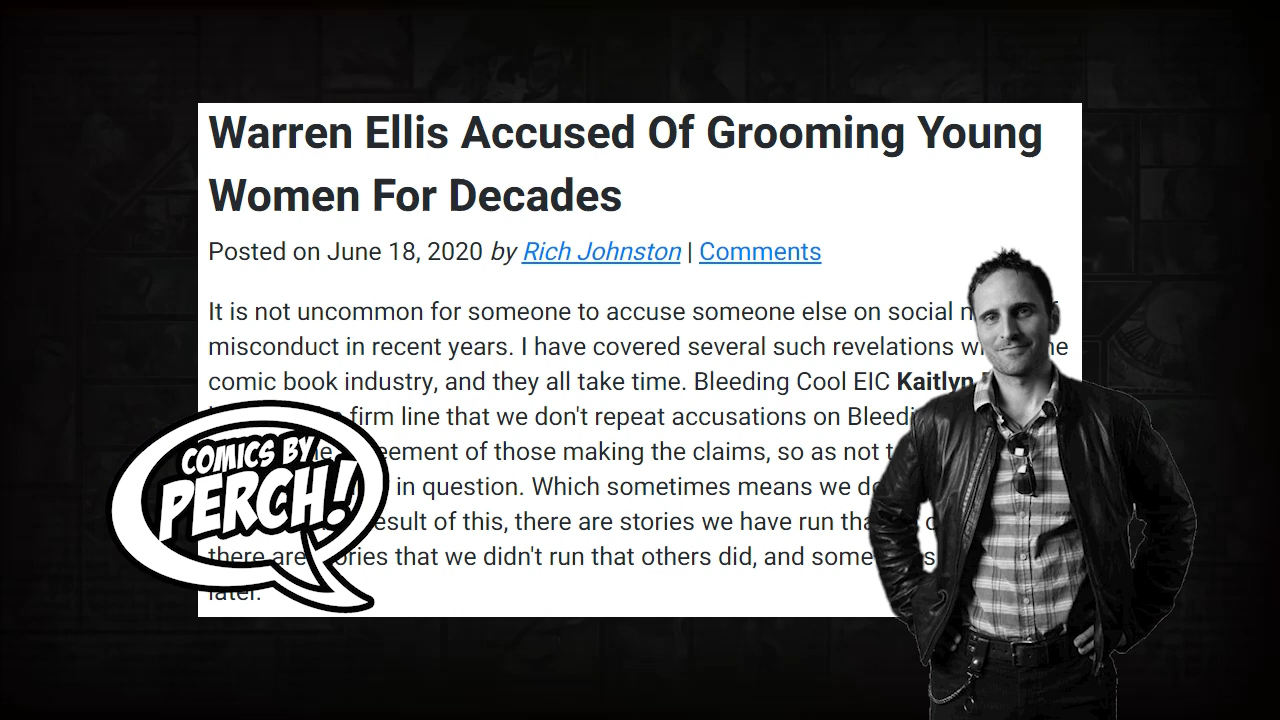 Warren Ellis Accused Of Grooming Young
Women For Decades
Posted on June 18, 2020 by Rich Johnston | Comments
It is not uncommon for someone to accuse someone else on social
misconduct in recent years. I have covered several such revelations
comic book industry, and they all take time. Bleeding Cool EIC Kaitlyn
firm line that we don't repeat accusations on
of those making the claims, so as not
in question. Which sometimes means we
of this, there are stories we have run
there are that we didn't run that others did, and
later.
COMICS BY
PERCH!